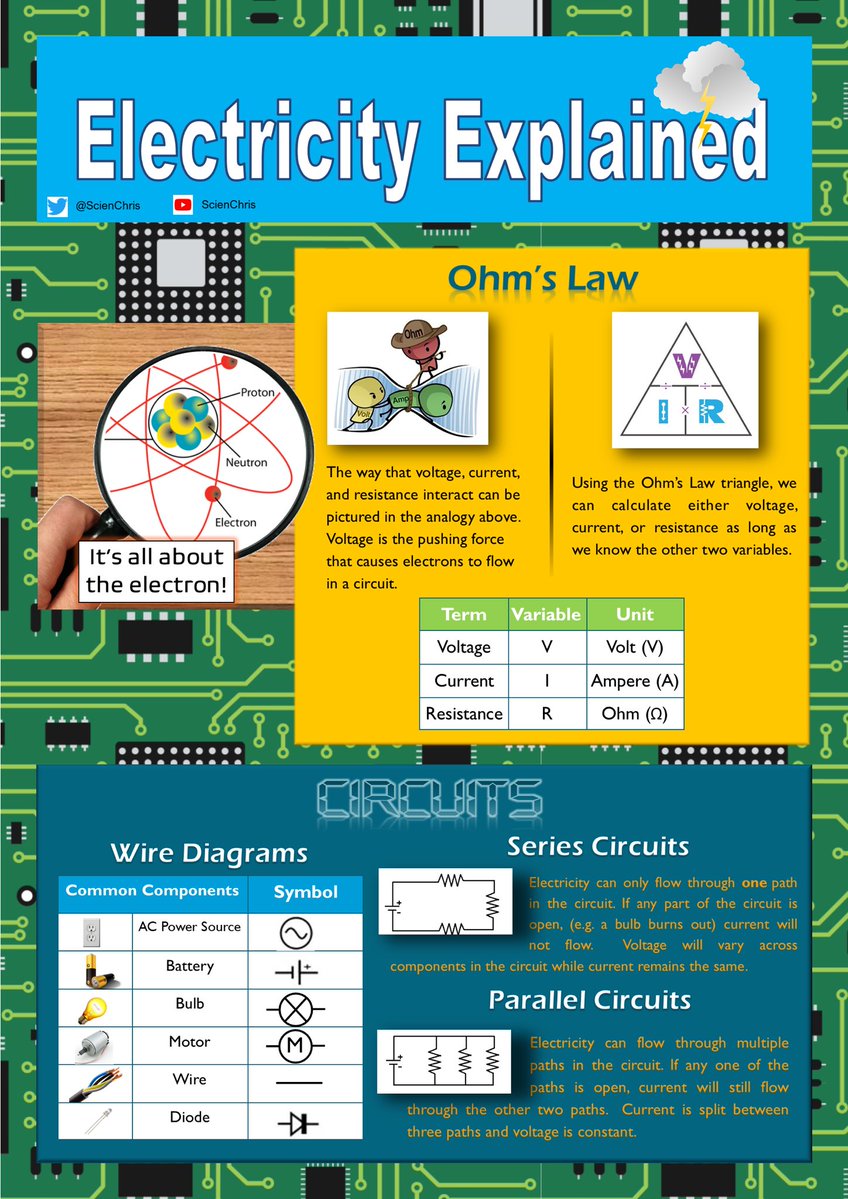 Electricity Explained
@ScienChris
ScienChris
Ohm's Law
Ohm
Volt
Amp
V
I × R
Proton
Neutron
Electron
It's all about
the electron!
The way that voltage, current,
and resistance interact can be
pictured in the analogy above.
Voltage is the pushing force
that causes electrons to flow
in a circuit.
Using the Ohm's Law triangle, we
can calculate either voltage,
current, or resistance as long as
we know the other two variables.
Term Variable Unit
Voltage V Volt (V)
Current I Ampere (A)
Resistance R Ohm (Ω)
CIRCUITS
Wire Diagrams
Common Components Symbol
AC Power Source
Battery
Bulb
Motor M
Wire
Diode
Series Circuits
Electricity can only flow through one path
in the circuit. If any part of the circuit is
open, (e.g. a bulb burns out) current will
not flow. Voltage will vary across
components in the circuit while current remains the same.
Parallel Circuits
Electricity can flow through multiple
paths in the circuit. If any one of the
paths is open, current will still flow
through the other two paths. Current is split between
three paths and voltage is constant.